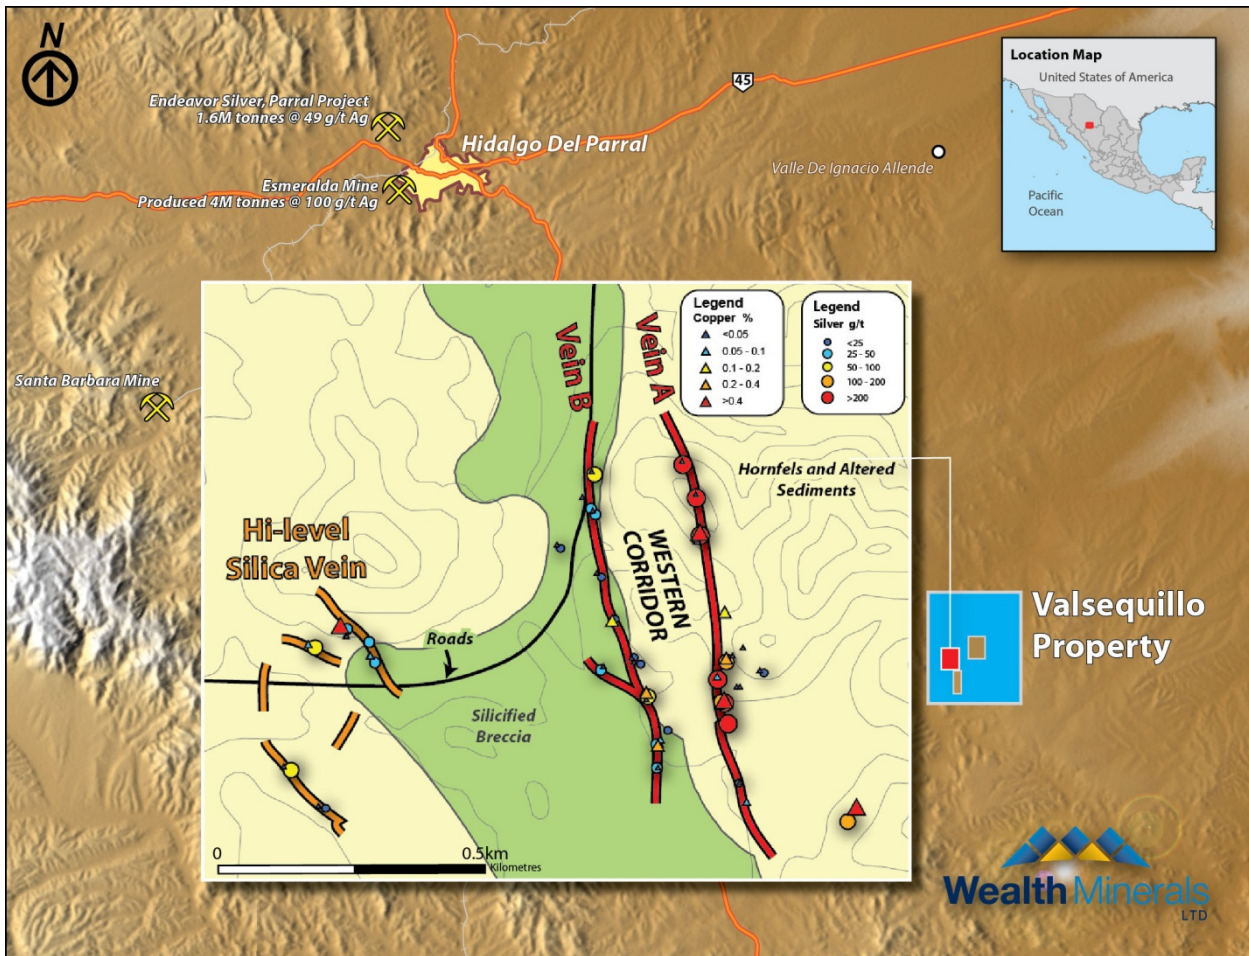 N
45
Endeavor Silver, Parral Project
1.6M tonnes @ 49 g/t Ag
Hidalgo Del Parral
Esmeralda Mine
Produced 4M tonnes @ 100 g/t Ag
Valle De Ignacio Allende
Location Map
United States of America
Pacific
Ocean
Santa Barbara Mine
Vein B
Vein A
Legend
Copper %
<0.05
0.05 - 0.1
0.1 - 0.2
0.2 - 0.4
>0.4
Legend
Silver g/t
<25
25 - 50
50 - 100
100 - 200
>200
Hornfels and Altered
Sediments
Hi-level
Silica Vein
WESTERN
CORRIDOR
Roads
Silicified
Breccia
0
0.5km
Kilometres
Valsequillo
Property
Wealth Minerals
LTD